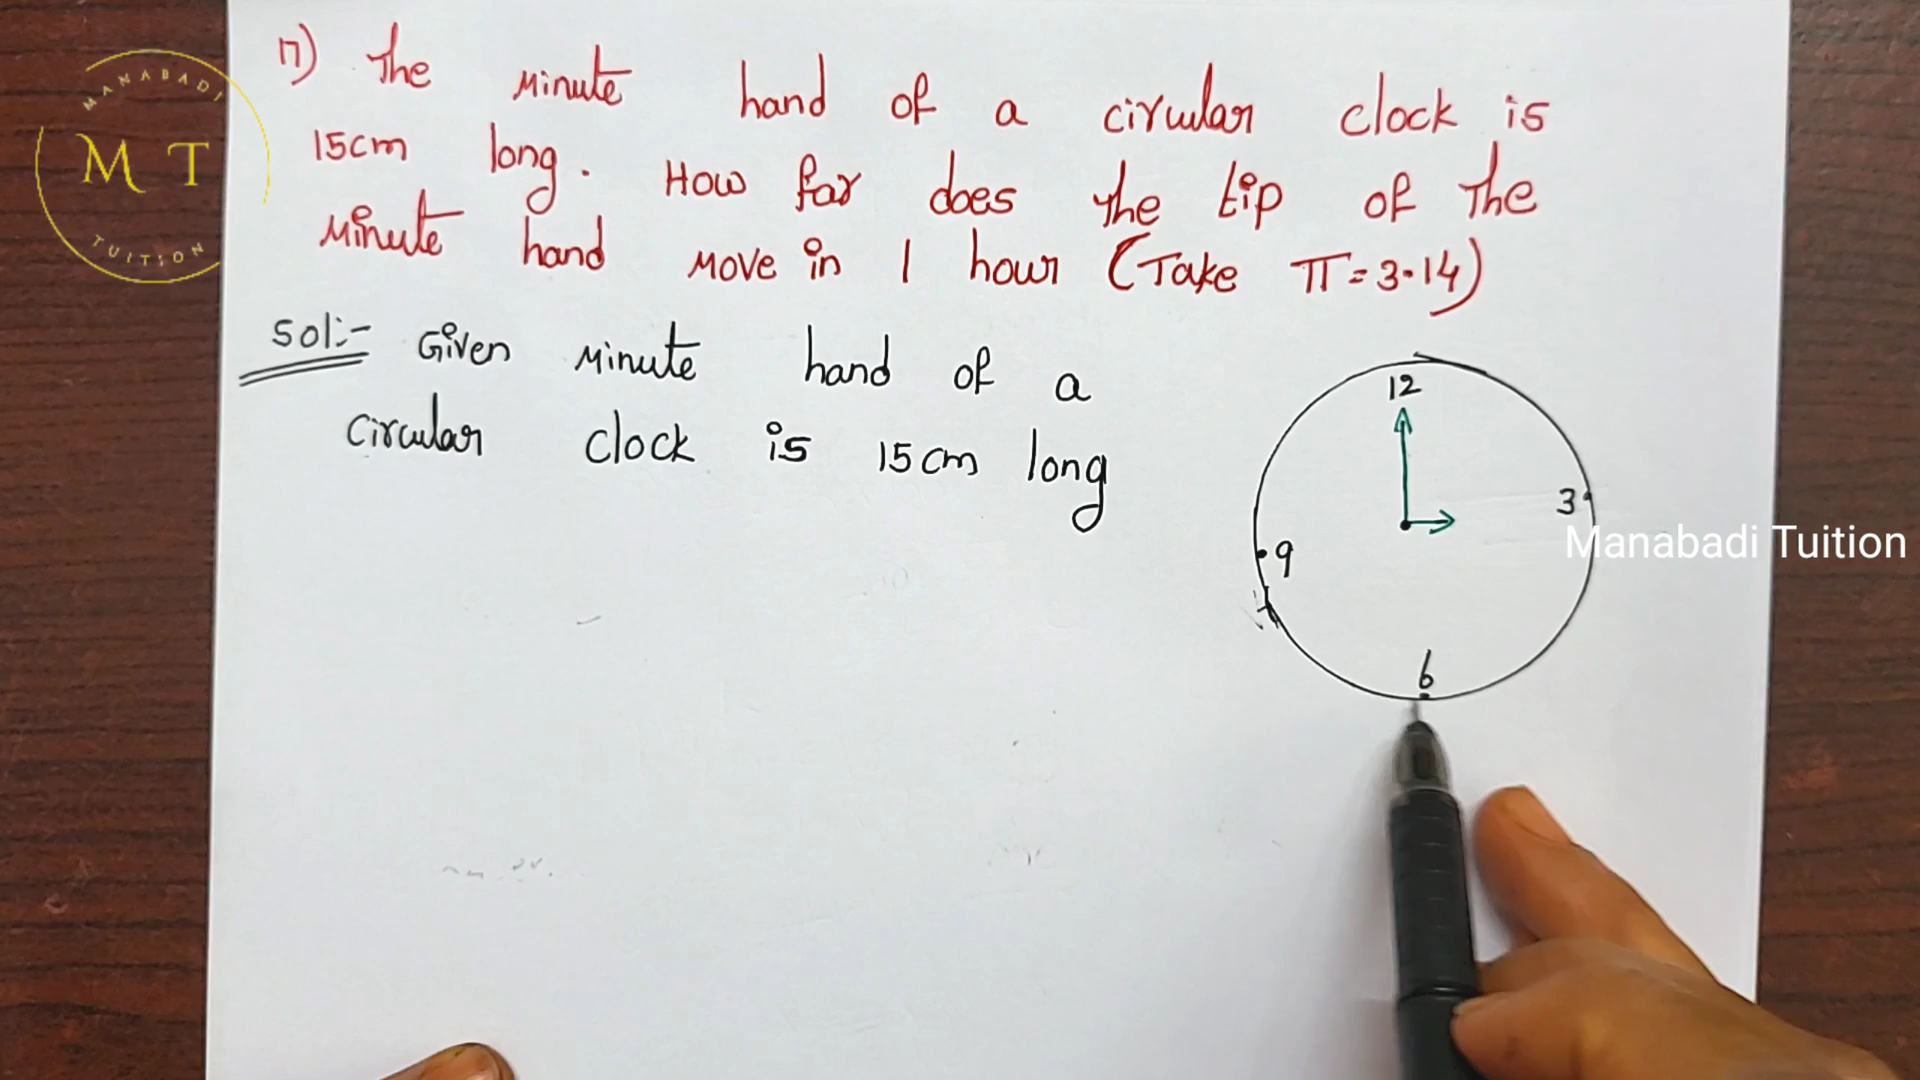 MANABADI
MT
TUITION
17) The minute hand of a circular clock is
15cm long. How far does the tip of the
minute hand move in 1 hour (Take π=3.14)
Sol:- Given minute hand of a
circular clock is 15cm long
12
3
9
6
Manabadi Tuition